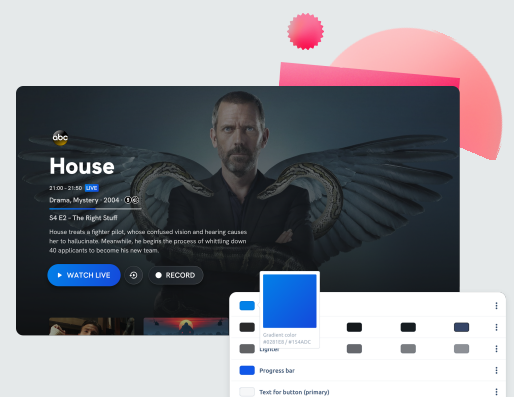 abc
House
21:00 - 21:50 LIVE
Drama, Mystery · 2004 ·
S4 E2 - The Right Stuff
House treats a fighter pilot, whose confused vision and hearing causes
her to hallucinate. Meanwhile, he begins the process of whittling down
40 applicants to become his new team.
WATCH LIVE
RECORD
Gradient color
Lighter
Progress bar
Text for button (primary)